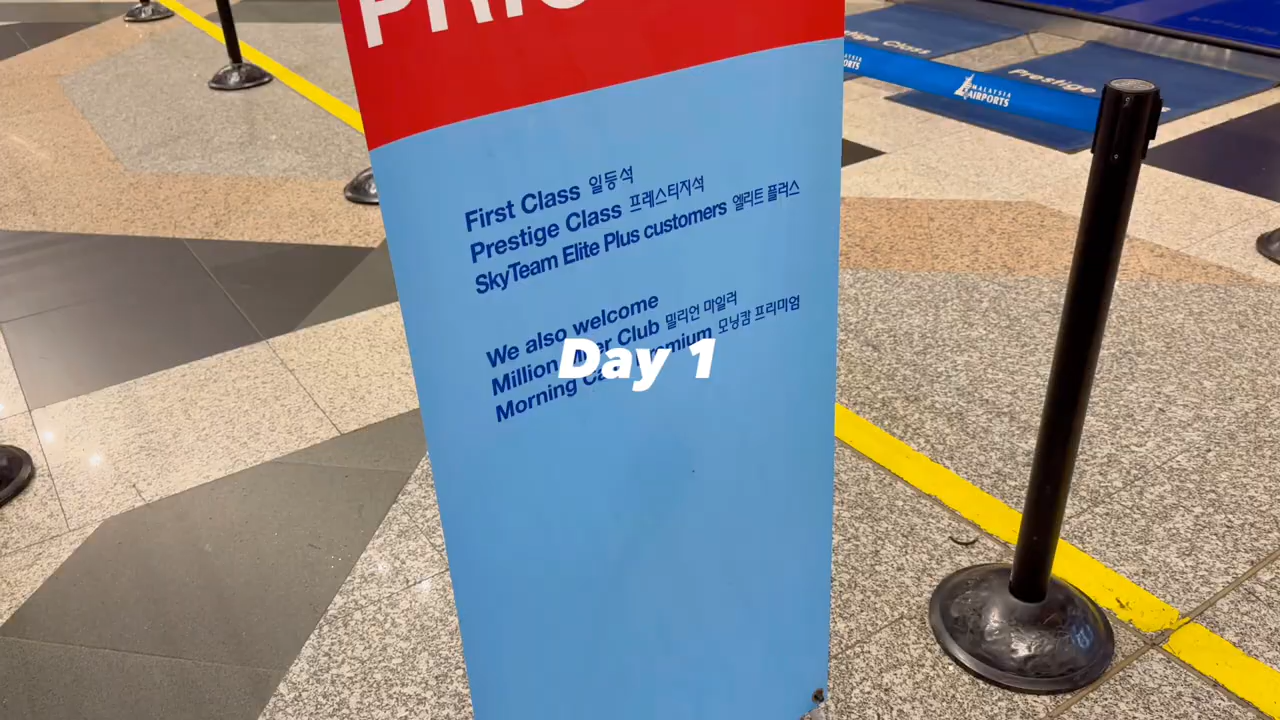 First Class 일등석
Prestige Class 프레스티지석
SkyTeam Elite Plus customers 엘리트 플러스
We also welcome
Million Club 밀리언 마일러
Morning 모닝캄 프리미엄
Day 1
Class
Prestige
MALAYSIA
AIRPORTS